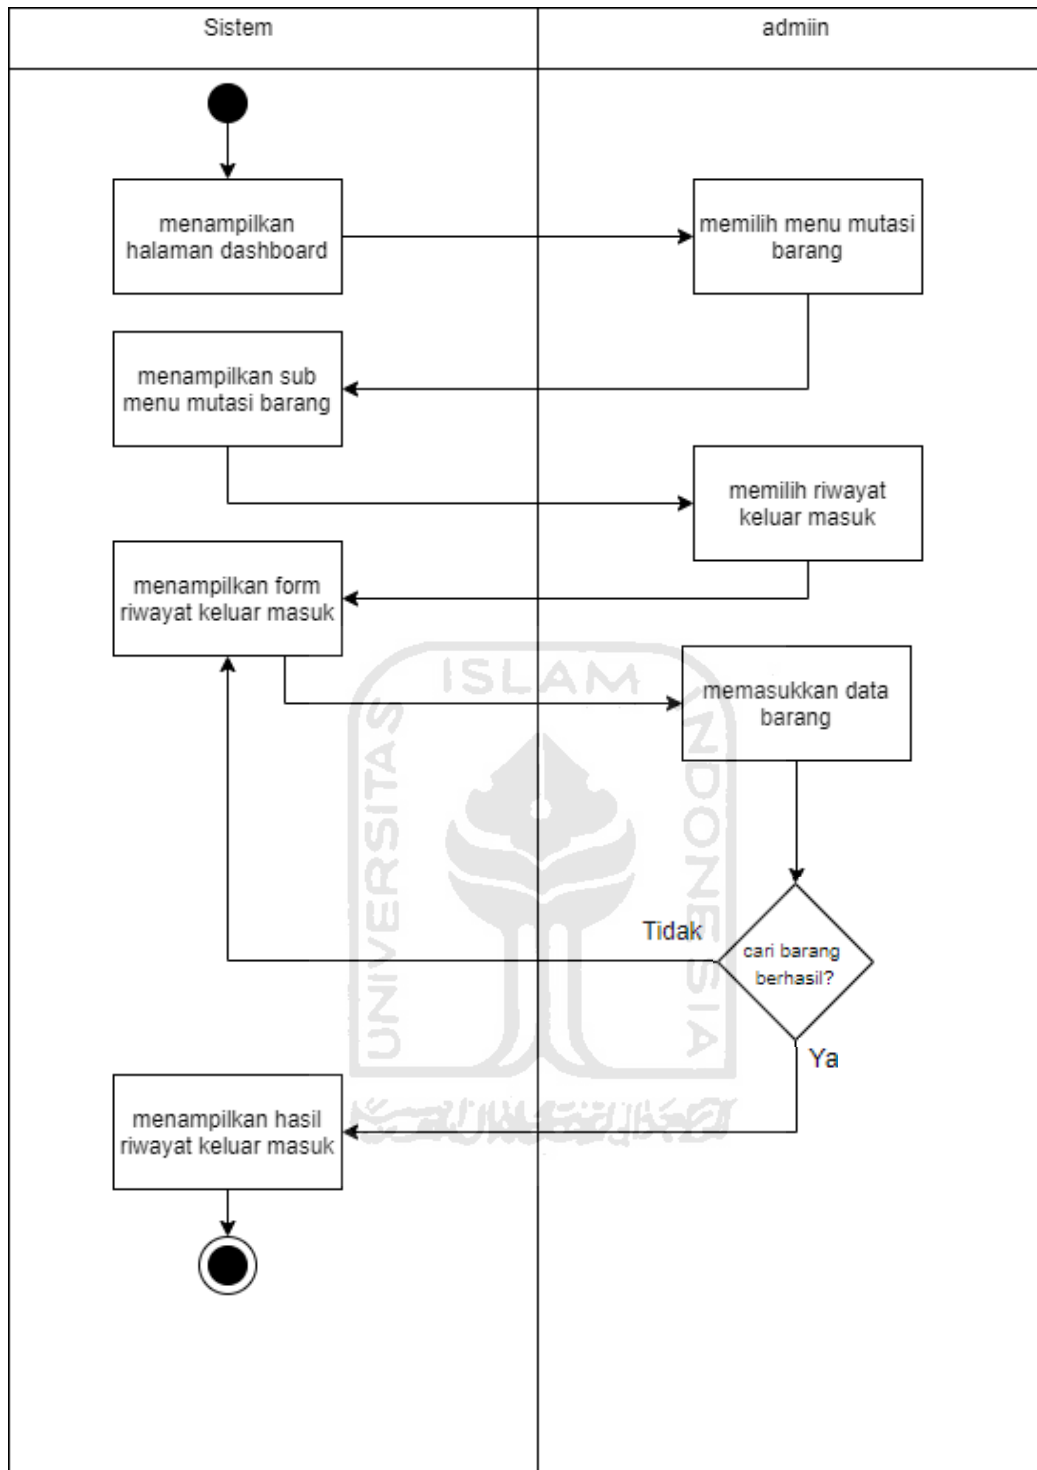 Sistem
admiin
menampilkan
halaman dashboard
memilih menu mutasi
barang
menampilkan sub
menu mutasi barang
memilih riwayat
keluar masuk
menampilkan form
riwayat keluar masuk
memasukkan data
barang
Tidak
cari barang
berhasil?
Ya
menampilkan hasil
riwayat keluar masuk
UNIVERSITAS
ISLAM
INDONESIA